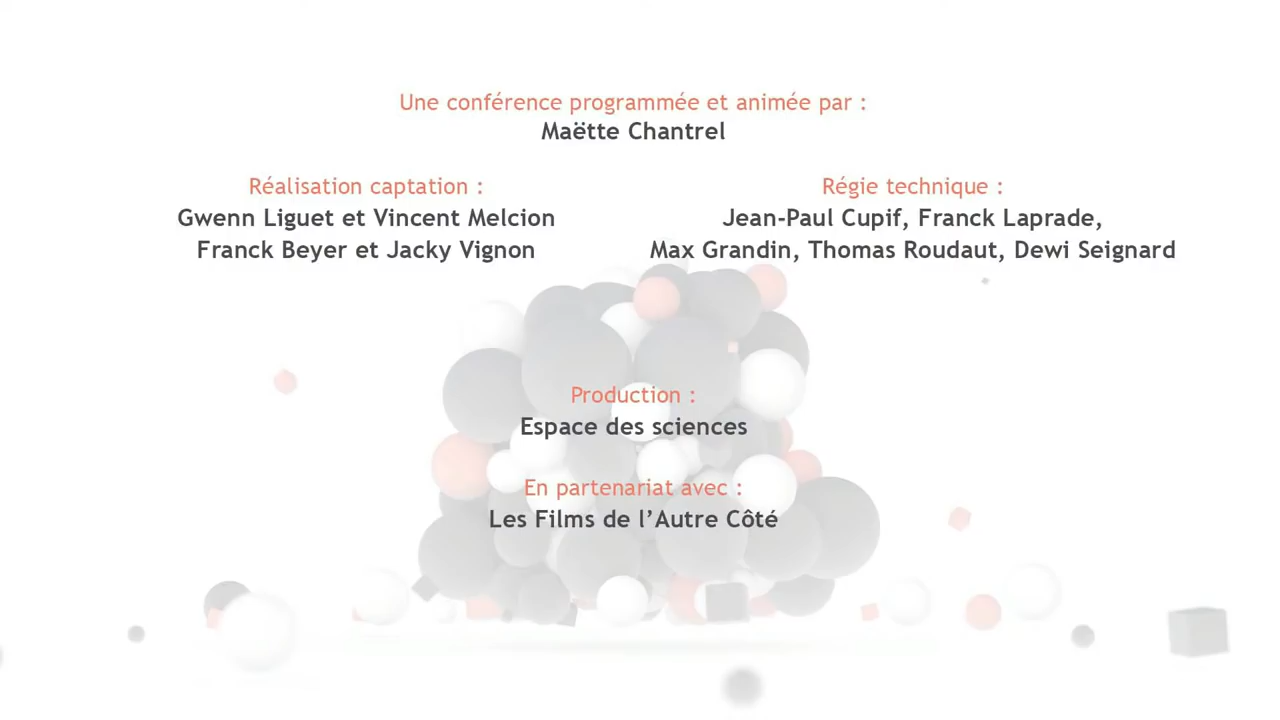 Une conférence programmée et animée par :
Maëtte Chantrel
Réalisation captation :
Gwenn Liguet et Vincent Melcion
Franck Beyer et Jacky Vignon
Régie technique :
Jean-Paul Cupif, Franck Laprade,
Max Grandin, Thomas Roudaut, Dewi Seignard
Production :
Espace des sciences
En partenariat avec :
Les Films de l’Autre Côté